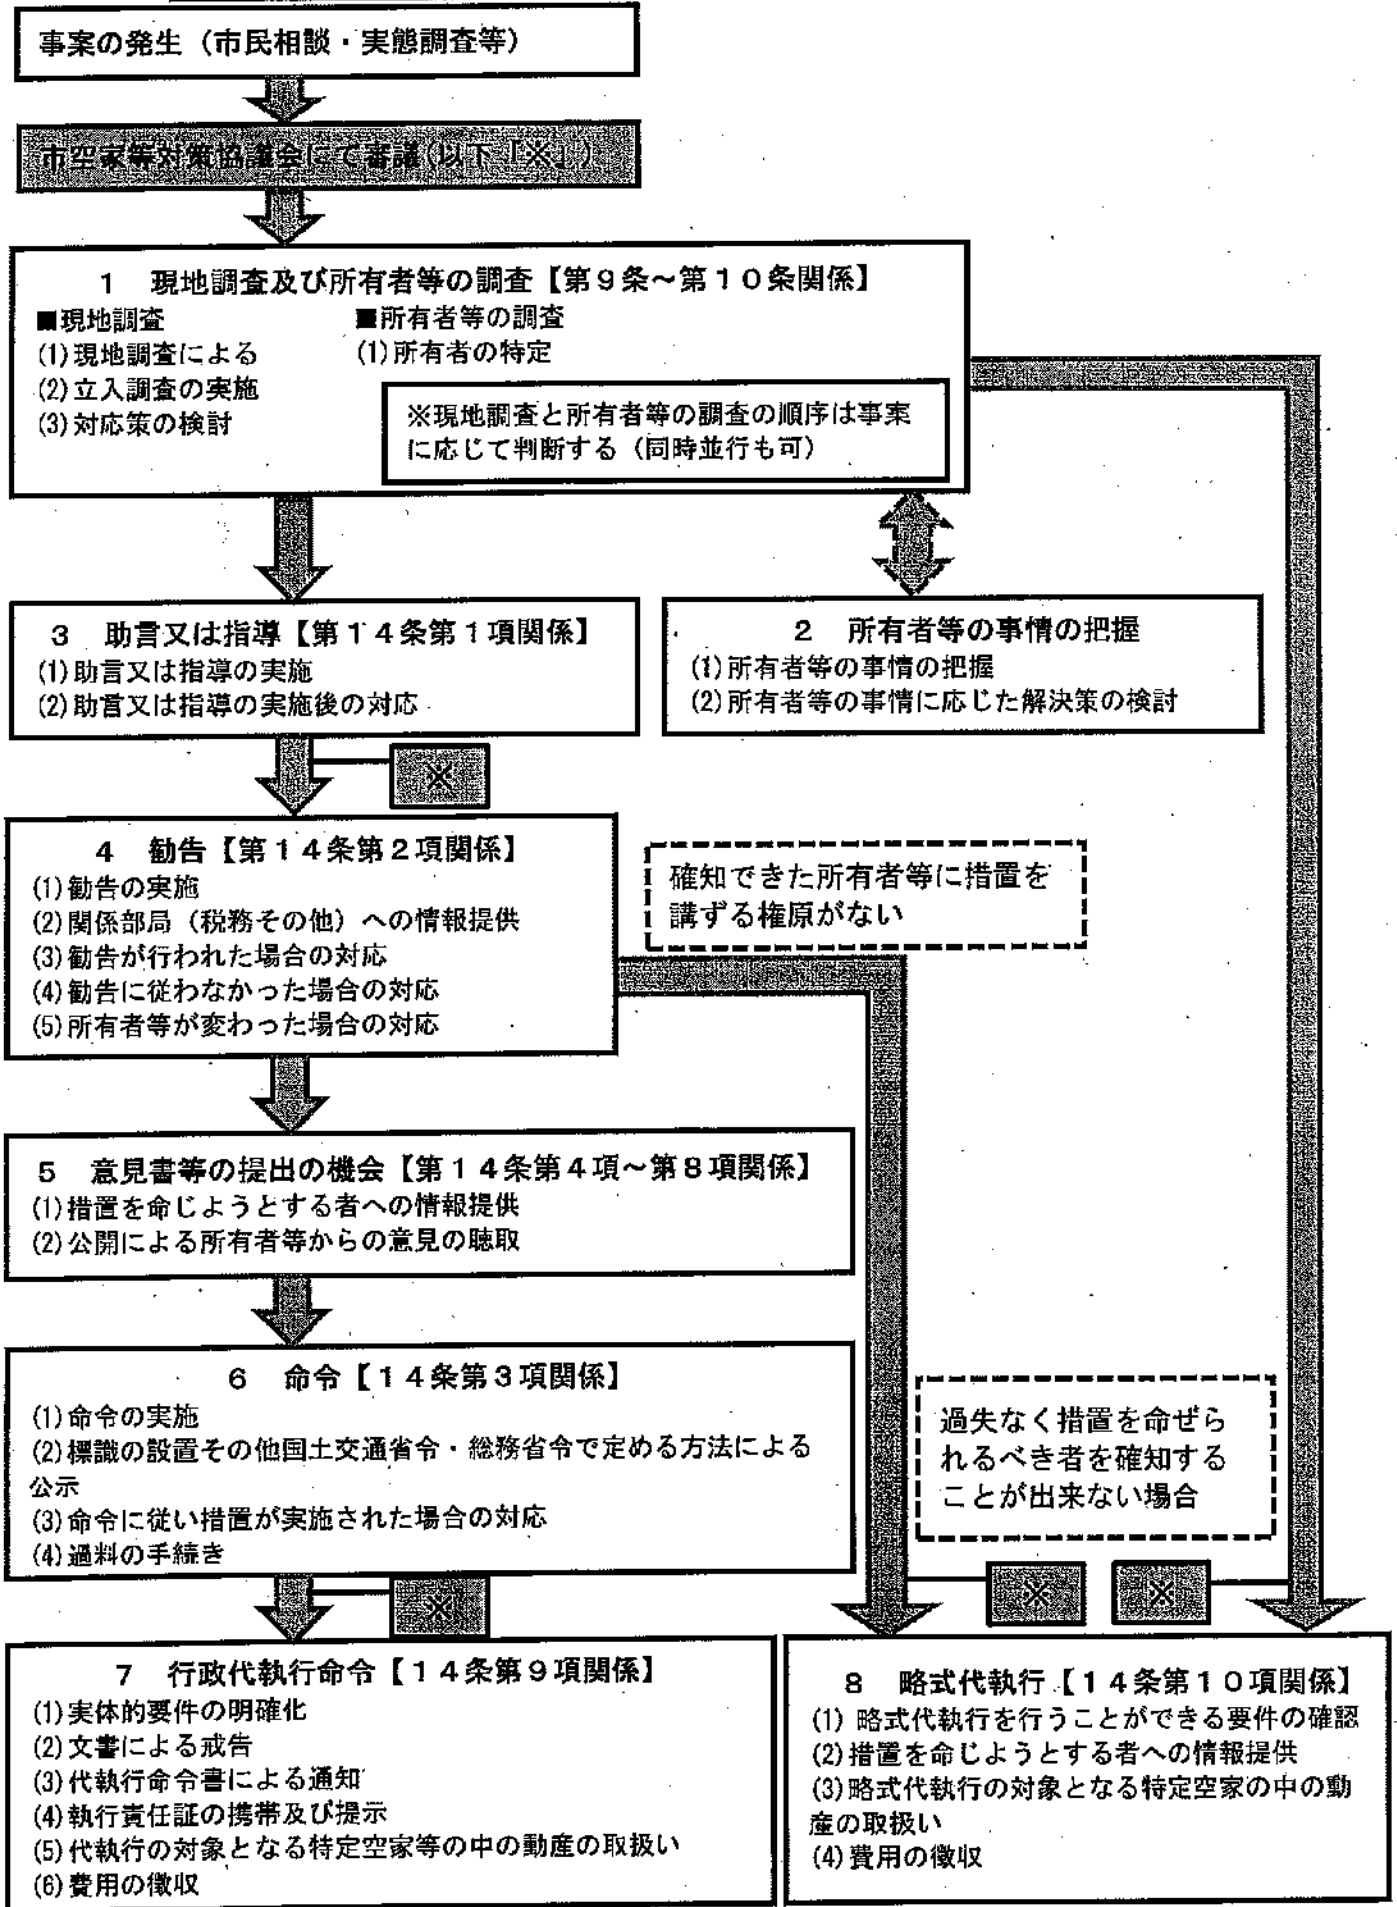 事案の発生（市民相談・実態調査等）
市空家等対策協議会にて審議(以下「※」)
1 現地調査及び所有者等の調査【第９条～第１０条関係】
■現地調査
(1)現地調査による
(2)立入調査の実施
(3)対応策の検討
■所有者等の調査
(1)所有者の特定
※現地調査と所有者等の調査の順序は事案
に応じて判断する（同時並行も可）
3 助言又は指導【第１４条第１項関係】
(1)助言又は指導の実施
(2)助言又は指導の実施後の対応
2 所有者等の事情の把握
(1)所有者等の事情の把握
(2)所有者等の事情に応じた解決策の検討
※
4 勧告【第１４条第２項関係】
(1)勧告の実施
(2)関係部局（税務その他）への情報提供
(3)勧告が行われた場合の対応
(4)勧告に従わなかった場合の対応
(5)所有者等が変わった場合の対応
確知できた所有者等に措置を
講ずる権原がない
5 意見書等の提出の機会【第１４条第４項～第８項関係】
(1)措置を命じようとする者への情報提供
(2)公開による所有者等からの意見の聴取
6 命令【１４条第３項関係】
(1)命令の実施
(2)標識の設置その他国土交通省令・総務省令で定める方法による
公示
(3)命令に従い措置が実施された場合の対応
(4)過料の手続き
過失なく措置を命ぜら
れるべき者を確知する
ことが出来ない場合
※
※
※
7 行政代執行命令【１４条第９項関係】
(1)実体的要件の明確化
(2)文書による戒告
(3)代執行命令書による通知
(4)執行責任証の携帯及び提示
(5)代執行の対象となる特定空家等の中の動産の取扱い
(6)費用の徴収
8 略式代執行【１４条第１０項関係】
(1) 略式代執行を行うことができる要件の確認
(2)措置を命じようとする者への情報提供
(3)略式代執行の対象となる特定空家の中の動
産の取扱い
(4)費用の徴収